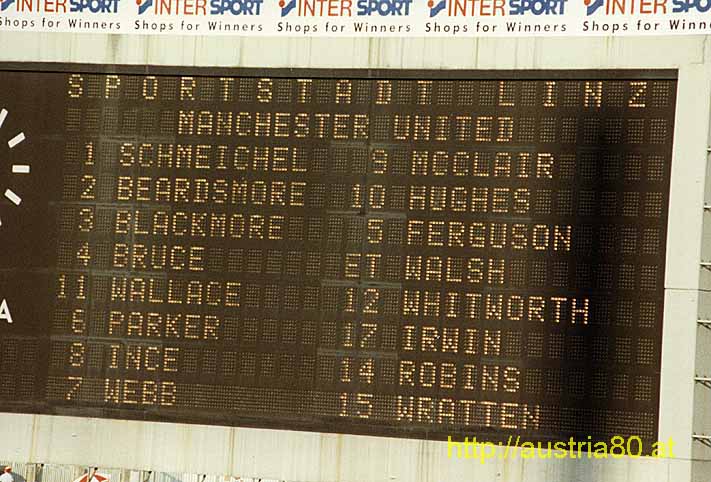 INTERSPORT INTERSPORT INTERSPORT INTERSPORT INTERSPO
Shops for Winners Shops for Winners Shops for Winners Shops for Winners Shops for Winn
SPORTSTADT LINZ
MANCHESTER UNITED
1 SCHMEICHEL 9 MCCLAIR
2 BEARDSMORE 10 HUGHES
3 BLACKMORE 5 FERGUSON
4 BRUCE ET WALSH
11 WALLACE 12 WHITWORTH
6 PARKER 17 IRWIN
8 INCE 14 ROBINS
7 WEBB 15 WRATTEN
A
http://austria80.at